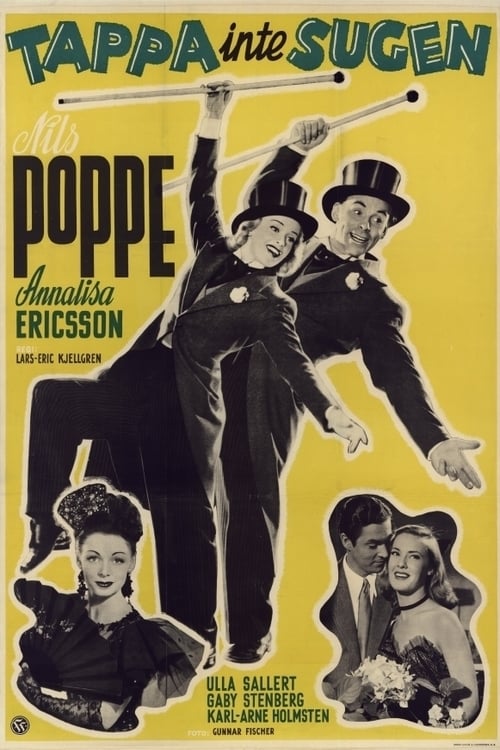 TAPPA inte SUGEN
Nils
POPPE
Annalisa
ERICSSON
REGI:
LARS-ERIC KJELLGREN
ULLA SALLERT
GABY STENBERG
KARL-ARNE HOLMSTEN
FOTO: GUNNAR FISCHER
SF